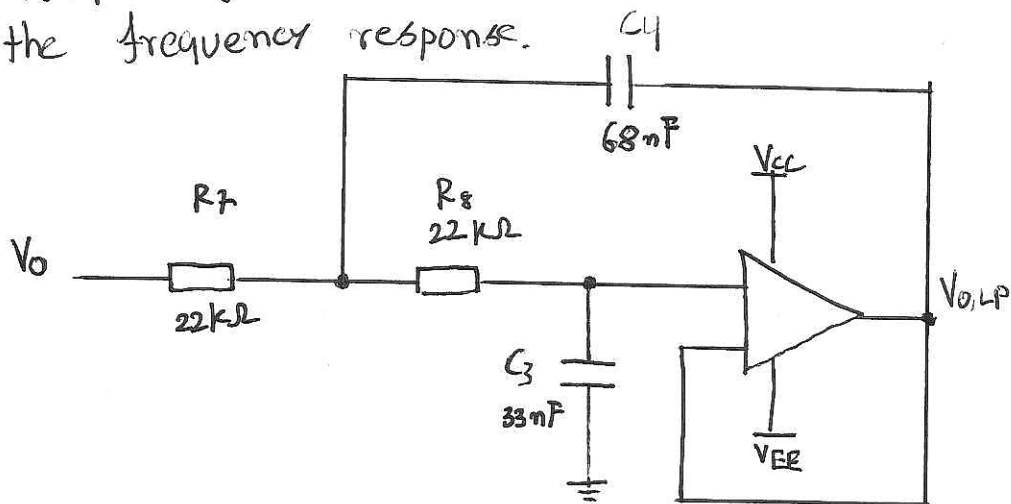 the frequency response.
C4
68nF
Vcc
R7
R8
22kΩ
Vo
22kΩ
Vo,LP
C3
33nF
VEE